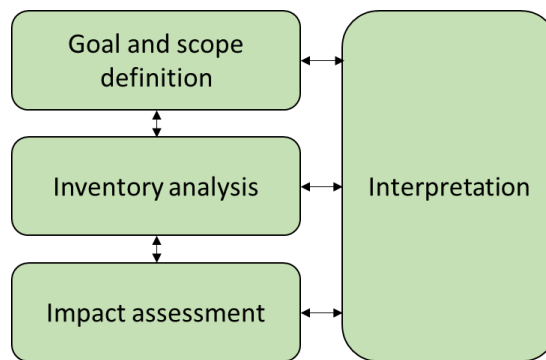 Goal and scope
definition
Inventory analysis
Interpretation
Impact assessment